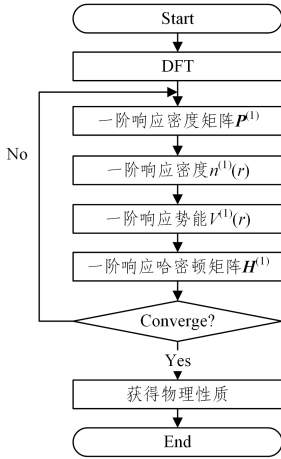 Start
DFT
一阶响应密度矩阵P⁽¹⁾
No
一阶响应密度n⁽¹⁾(r)
一阶响应势能V⁽¹⁾(r)
一阶响应哈密顿矩阵H⁽¹⁾
Converge?
Yes
获得物理性质
End